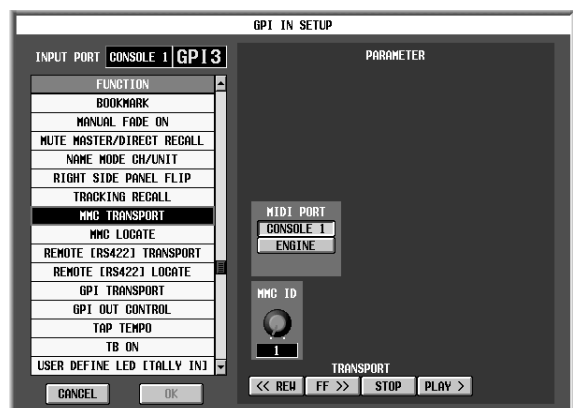 GPI IN SETUP
INPUT PORT CONSOLE 1 GPI3
FUNCTION
BOOKMARK
MANUAL FADE ON
MUTE MASTER/DIRECT RECALL
NAME MODE CH/UNIT
RIGHT SIDE PANEL FLIP
TRACKING RECALL
MMC TRANSPORT
MMC LOCATE
REMOTE [RS422] TRANSPORT
REMOTE [RS422] LOCATE
GPI TRANSPORT
GPI OUT CONTROL
TAP TEMPO
TB ON
USER DEFINE LED [TALLY IN]
CANCEL OK
PARAMETER
MIDI PORT
CONSOLE 1
ENGINE
MMC ID
1
TRANSPORT
<< REW FF >> STOP PLAY >